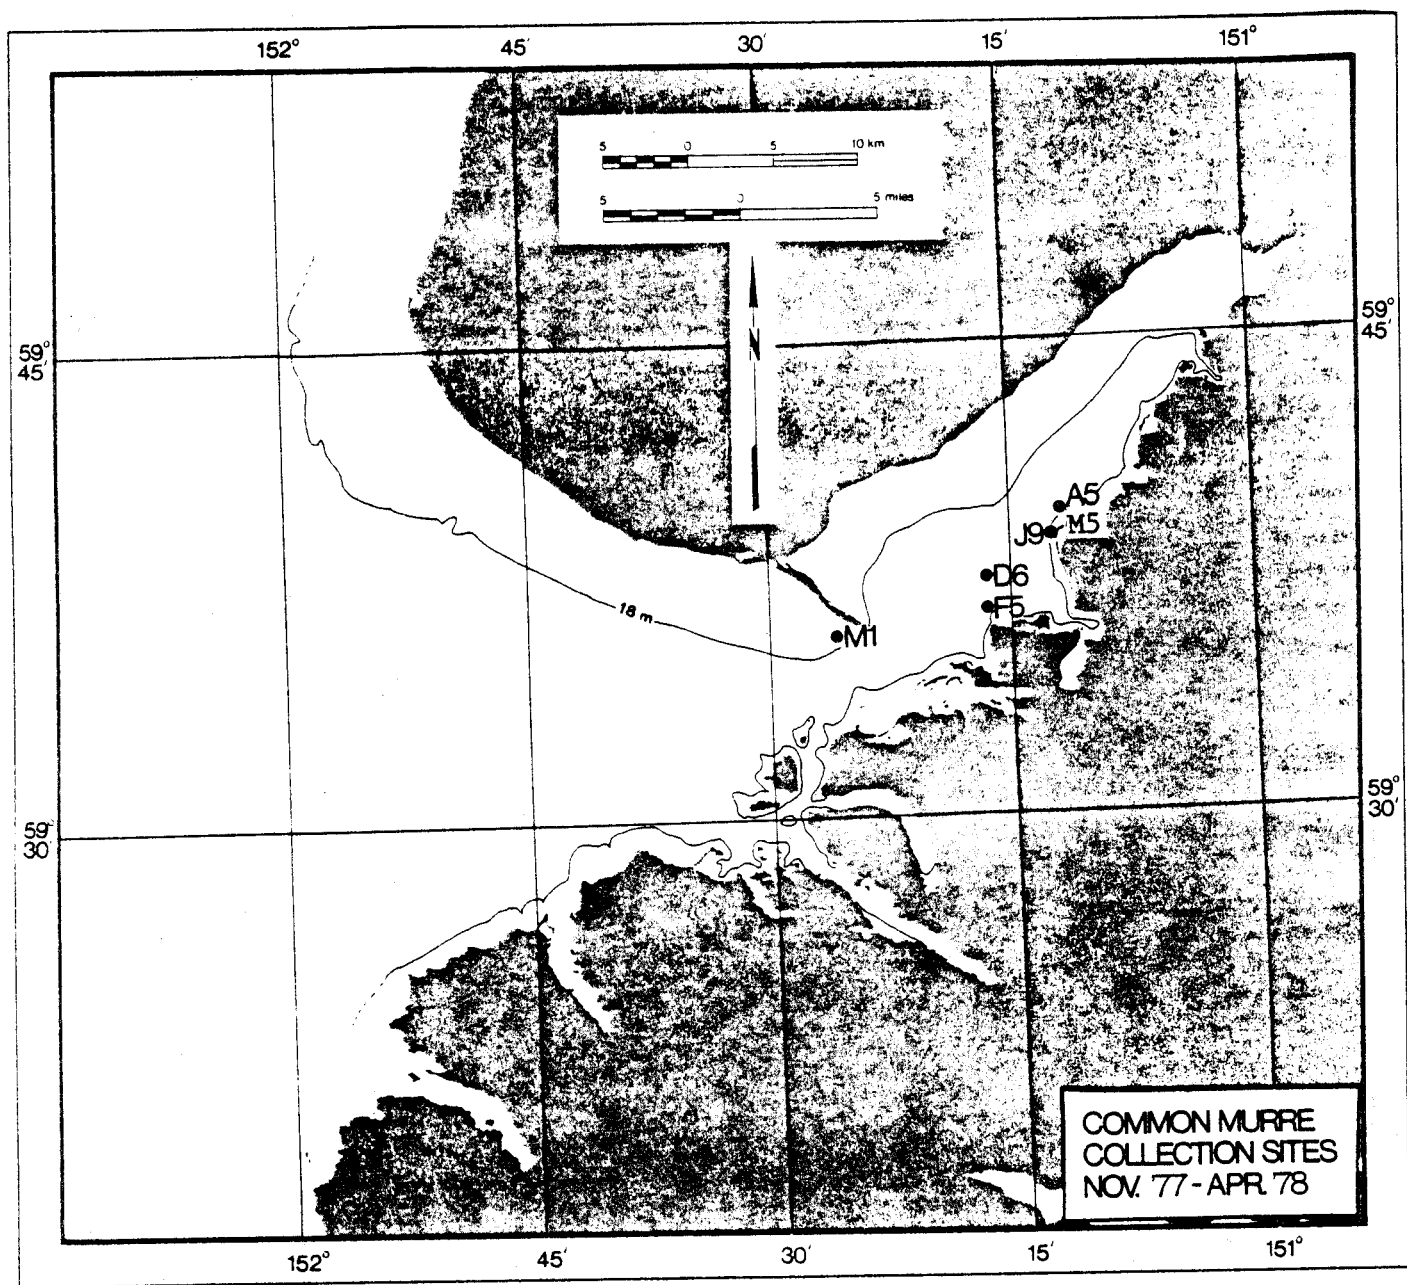 152° 45′ 30′ 15′ 151°
5 0 5 10 km
5 0 5 miles
N
59° 45′
59° 45′
A5
J9 M5
D6
F5
18 m
M1
59° 30′
59° 30′
COMMON MURRE
COLLECTION SITES
NOV. '77 - APR. '78
152° 45′ 30′ 15′ 151°